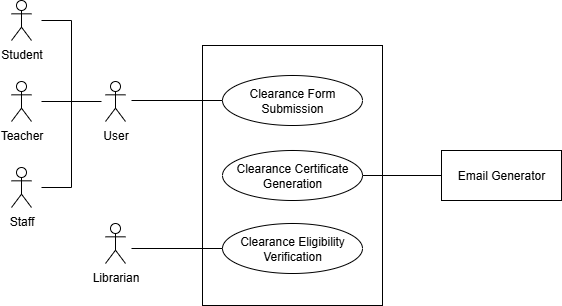 Student
Teacher
Staff
User
Librarian
Clearance Form
Submission
Clearance Certificate
Generation
Clearance Eligibility
Verification
Email Generator